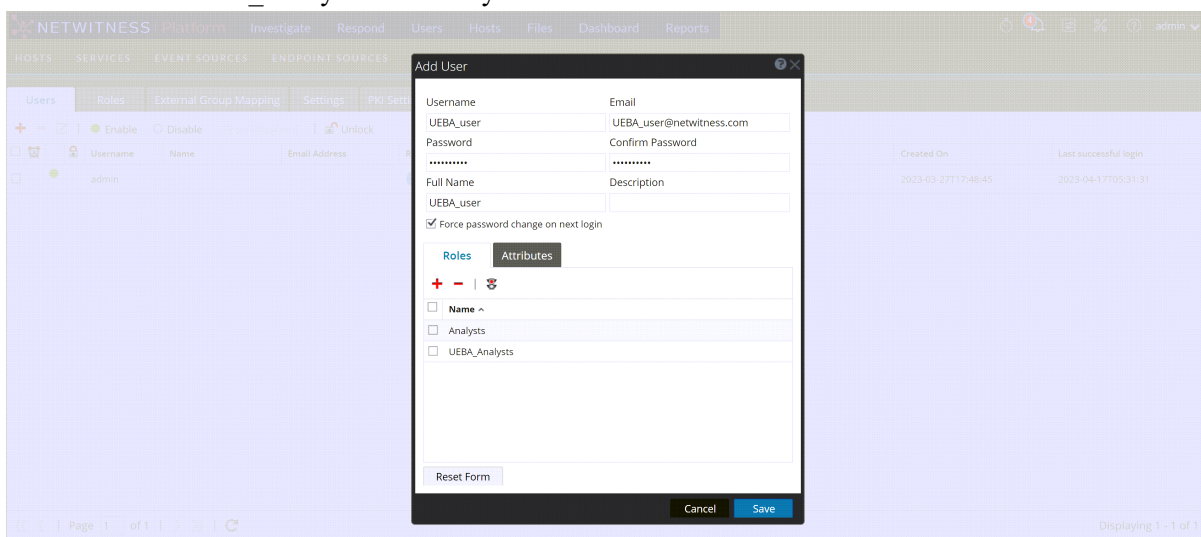 NETWITNESS Platform Investigate Respond Users Hosts Files Dashboard Reports admin
HOSTS SERVICES EVENT SOURCES ENDPOINT SOURCES
Add User
Users Roles External Group Mapping Settings PKI Setti
Enable Disable Unlock
Username Name Email Address Created On Last successful login
admin 2023-03-27T17:48:45 2023-04-17T05:31:31
Username Email
UEBA_user UEBA_user@netwitness.com
Password Confirm Password
•••••••••• ••••••••••
Full Name Description
UEBA_user
Force password change on next login
Roles Attributes
Name
Analysts
UEBA_Analysts
Reset Form
Cancel Save
Page 1 of 1 Displaying 1 - 1 of 1